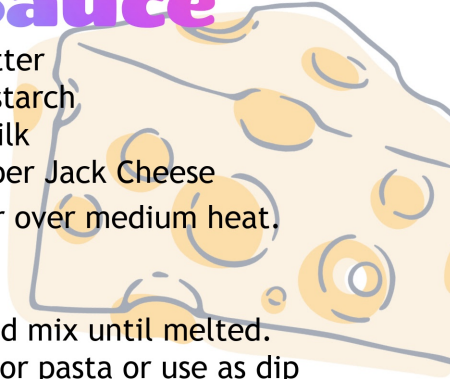 sauce
tter
starch
ilk
per Jack Cheese
r over medium heat.
d mix until melted.
or pasta or use as dip